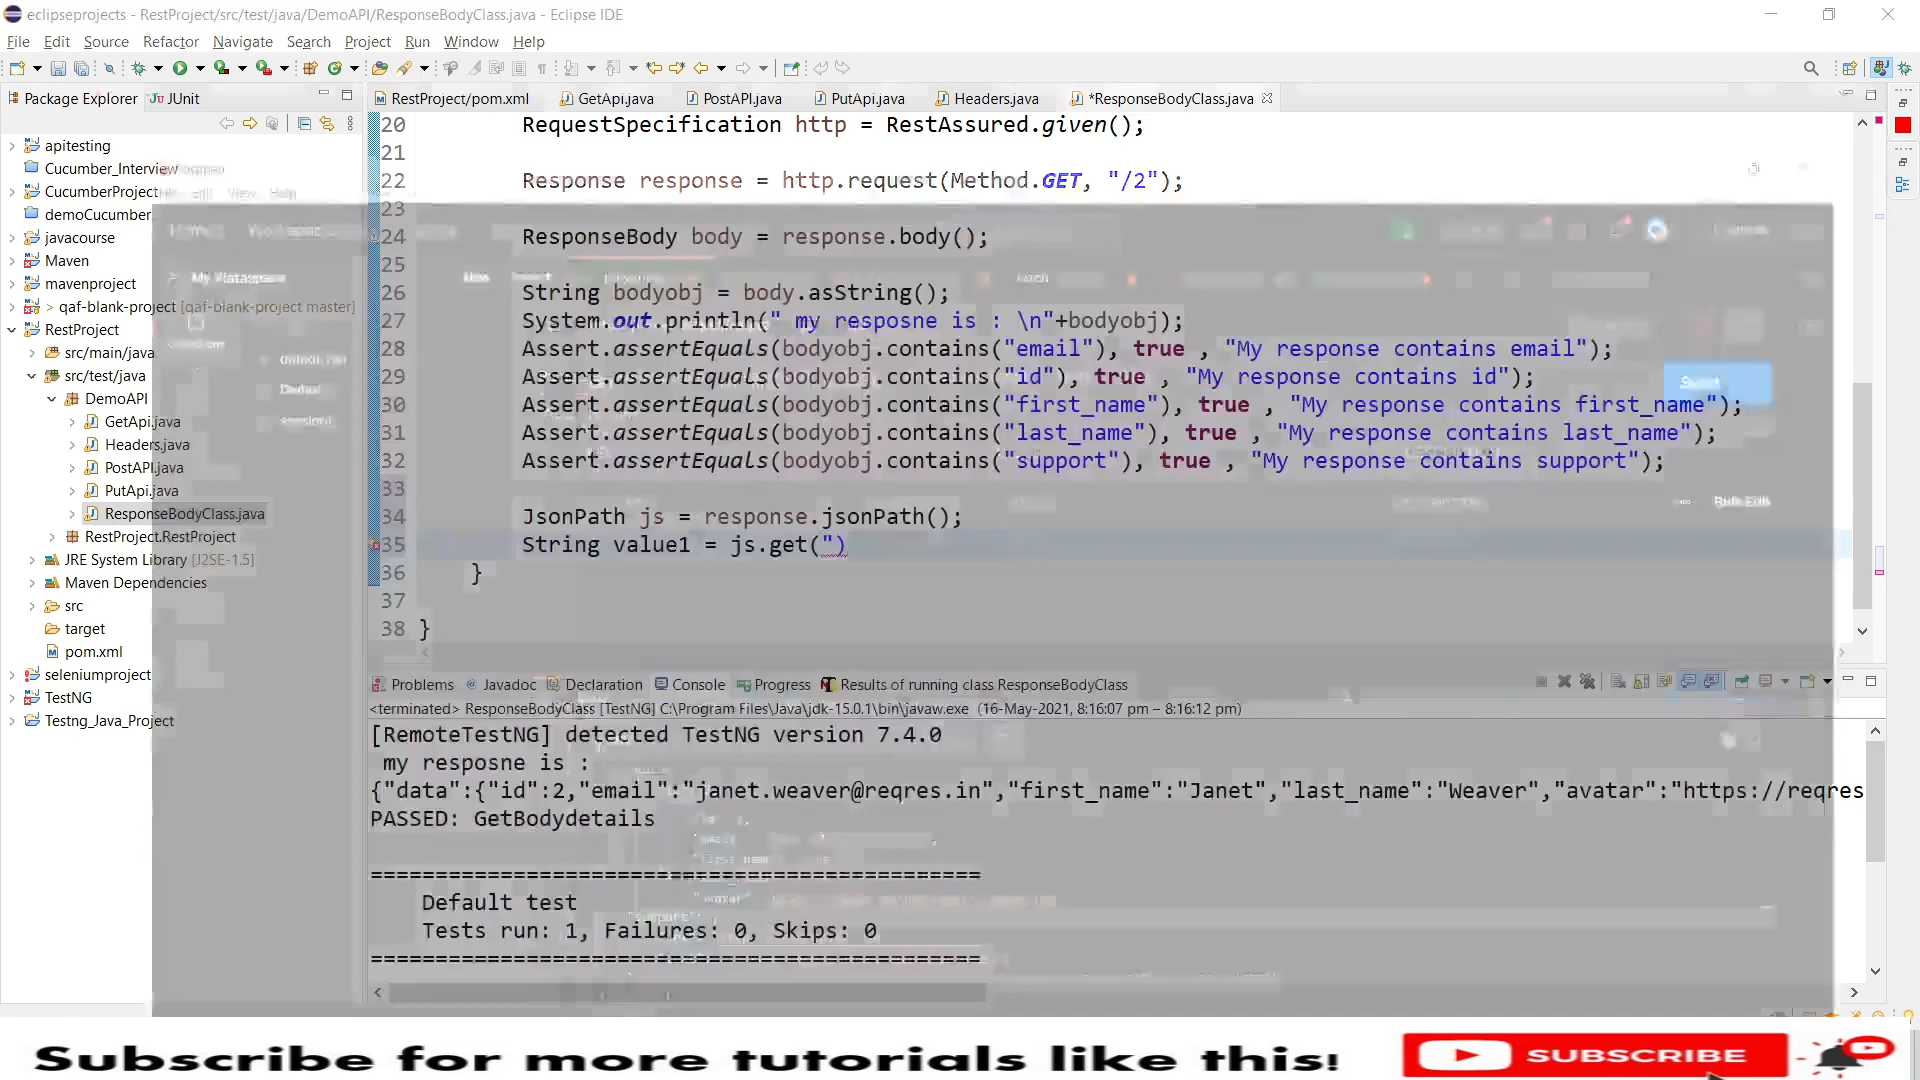 eclipseprojects - RestProject/src/test/java/DemoAPI/ResponseBodyClass.java - Eclipse IDE
File Edit Source Refactor Navigate Search Project Run Window Help
Package Explorer JUnit
RestProject/pom.xml GetApi.java PostAPI.java PutApi.java Headers.java *ResponseBodyClass.java
apitesting
Cucumber_Interview
CucumberProject
demoCucumber
javacourse
Maven
mavenproject
> qaf-blank-project [qaf-blank-project master]
RestProject
src/main/java
src/test/java
DemoAPI
GetApi.java
Headers.java
PostAPI.java
PutApi.java
ResponseBodyClass.java
RestProject.RestProject
JRE System Library [J2SE-1.5]
Maven Dependencies
src
target
pom.xml
seleniumproject
TestNG
Testng_Java_Project
20 RequestSpecification http = RestAssured.given();
21
22 Response response = http.request(Method.GET, "/2");
23
24 ResponseBody body = response.body();
25
26 String bodyobj = body.asString();
27 System.out.println(" my resposne is : \n"+bodyobj);
28 Assert.assertEquals(bodyobj.contains("email"), true , "My response contains email");
29 Assert.assertEquals(bodyobj.contains("id"), true , "My response contains id");
30 Assert.assertEquals(bodyobj.contains("first_name"), true , "My response contains first_name");
31 Assert.assertEquals(bodyobj.contains("last_name"), true , "My response contains last_name");
32 Assert.assertEquals(bodyobj.contains("support"), true , "My response contains support");
33
34 JsonPath js = response.jsonPath();
35 String value1 = js.get(")
36 }
37
38 }
My Workspace
Problems Javadoc Declaration Console Progress Results of running class ResponseBodyClass
<terminated> ResponseBodyClass [TestNG] C:\Program Files\Java\jdk-15.0.1\bin\javaw.exe (16-May-2021, 8:16:07 pm – 8:16:12 pm)
[RemoteTestNG] detected TestNG version 7.4.0
my resposne is :
{"data":{"id":2,"email":"janet.weaver@reqres.in","first_name":"Janet","last_name":"Weaver","avatar":"https://reqres
PASSED: GetBodydetails
===============================================
Default test
Tests run: 1, Failures: 0, Skips: 0
===============================================
Subscribe for more tutorials like this!
SUBSCRIBE